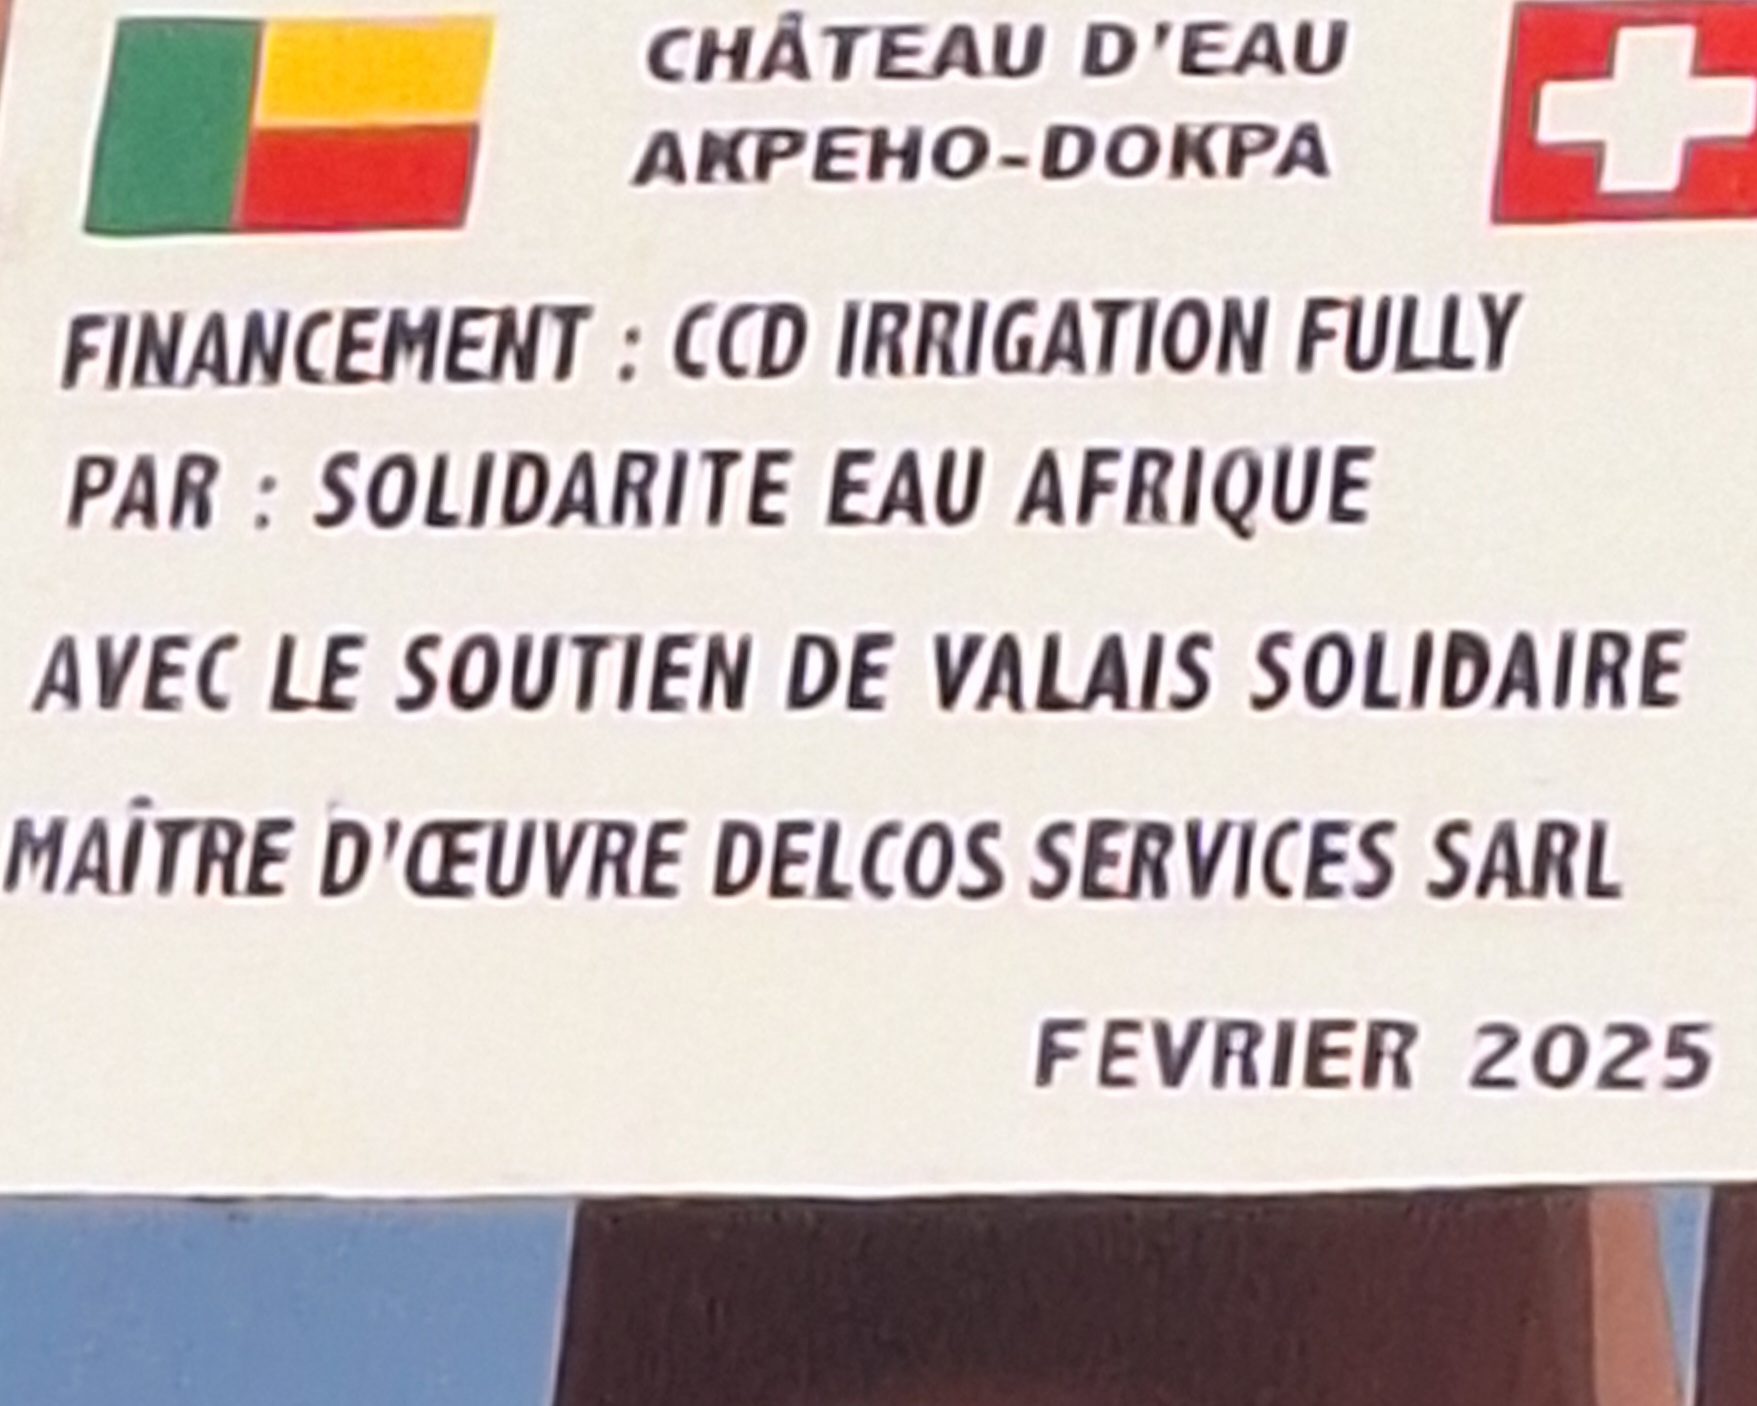 CHÂTEAU D'EAU
AKPEHO-DOKPA
FINANCEMENT : CCD IRRIGATION FULLY
PAR : SOLIDARITE EAU AFRIQUE
AVEC LE SOUTIEN DE VALAIS SOLIDAIRE
MAÎTRE D'ŒUVRE DELCOS SERVICES SARL
FEVRIER 2025